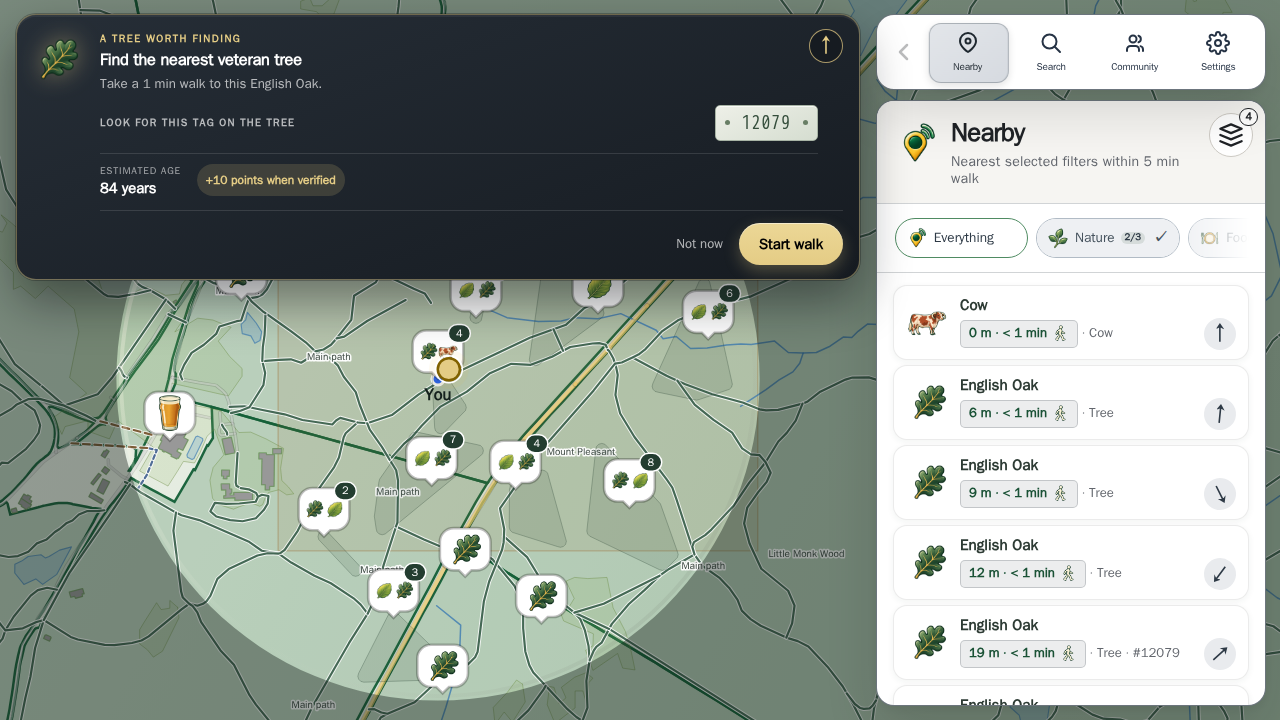 A TREE WORTH FINDING
Find the nearest veteran tree
Take a 1 min walk to this English Oak.
LOOK FOR THIS TAG ON THE TREE
12079
ESTIMATED AGE
84 years
+10 points when verified
Not now
Start walk
Nearby
Search
Community
Settings
Nearby
4
Nearest selected filters within 5 min
walk
Everything
Nature 2/3 ✓
Foo
Cow
0 m · < 1 min · Cow
English Oak
6 m · < 1 min · Tree
English Oak
9 m · < 1 min · Tree
English Oak
12 m · < 1 min · Tree
English Oak
19 m · < 1 min · Tree · #12079
English Oak
6
4
Main path
You
7
4
Mount Pleasant
8
Main path
2
Little Monk Wood
Main path
3
Main path
Main path